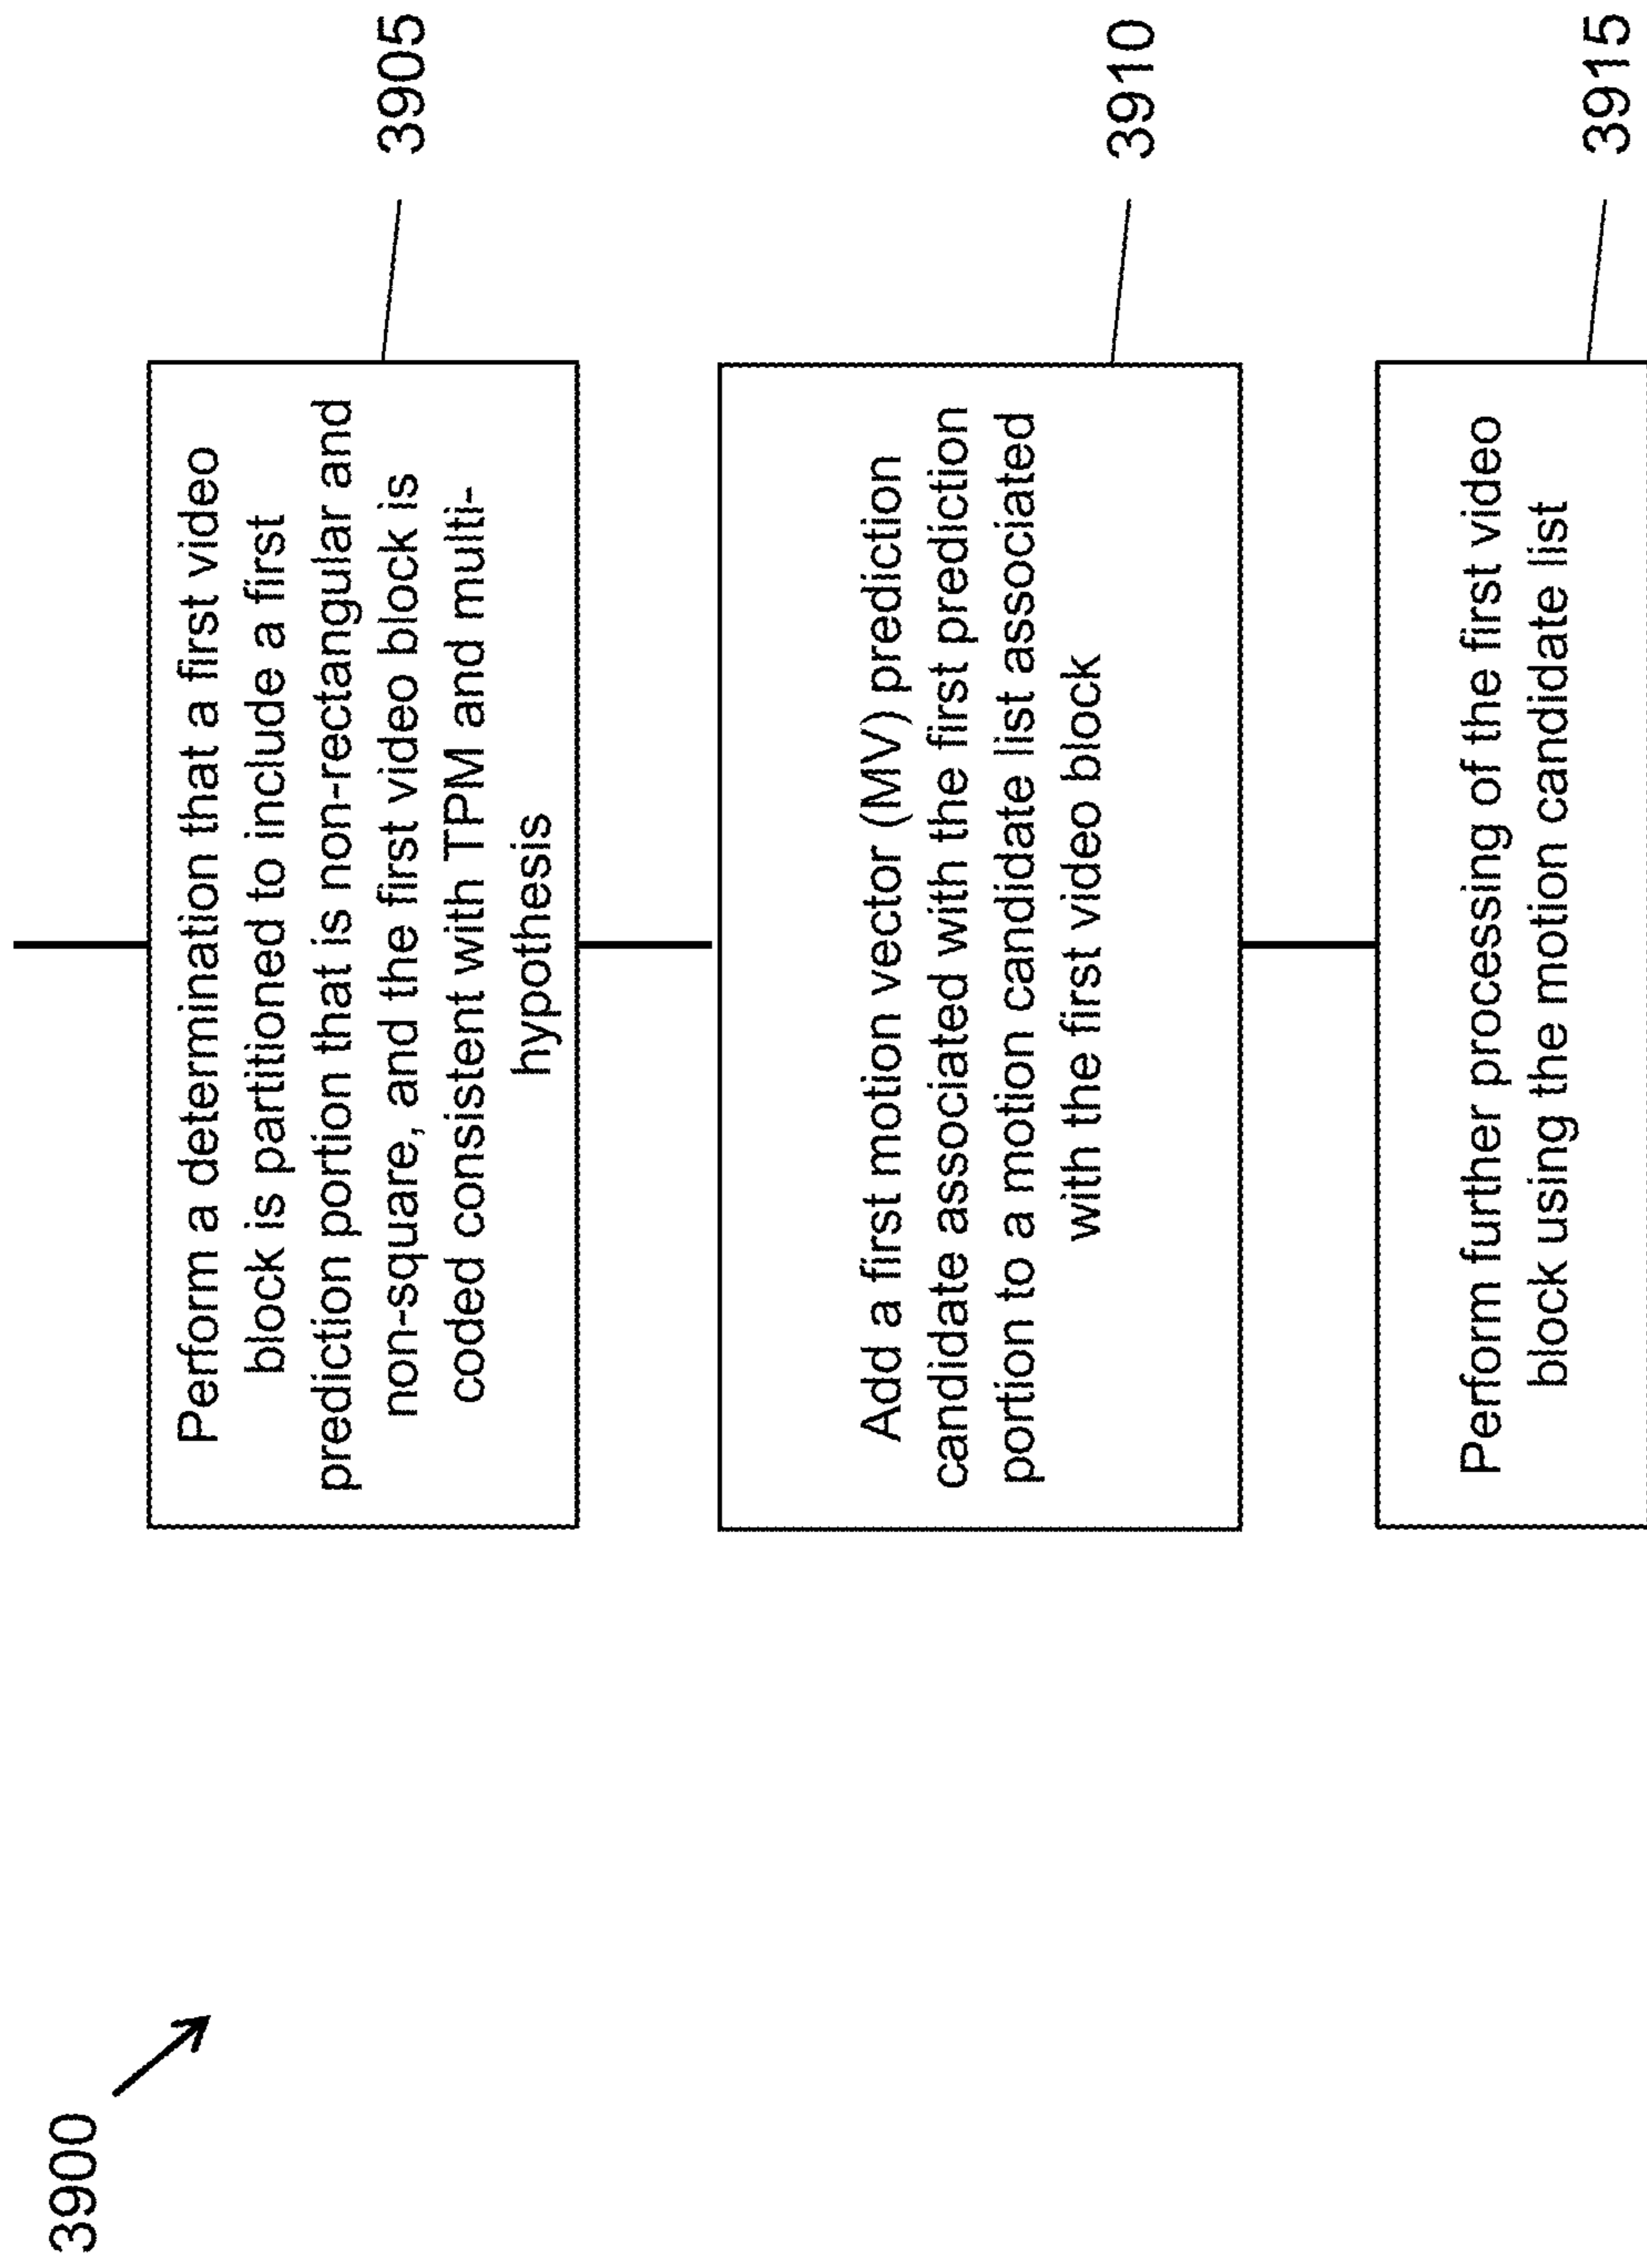 3900
Perform a determination that a first video
block is partitioned to include a first
prediction portion that is non-rectangular and
non-square, and the first video block is
coded consistent with TPM and multi-
hypothesis
3905
Add a first motion vector (MV) prediction
candidate associated with the first prediction
portion to a motion candidate list associated
with the first video block
3910
Perform further processing of the first video
block using the motion candidate list
3915